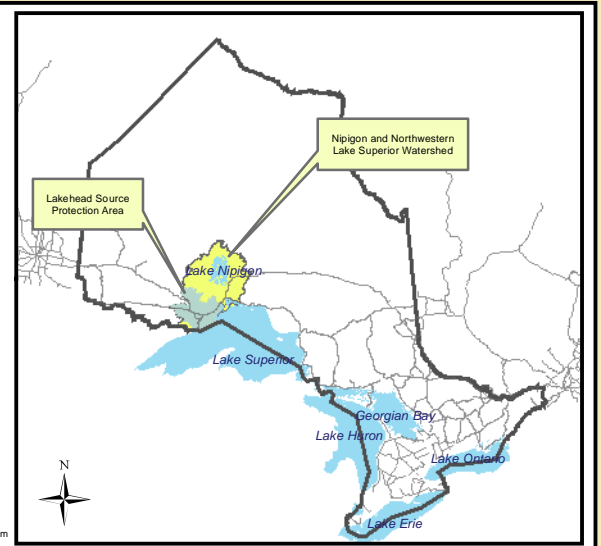 Nipigon and Northwestern
Lake Superior Watershed
Lakehead Source
Protection Area
Lake Nipigon
Lake Superior
Georgian Bay
Lake Huron
Lake Ontario
Lake Erie
N
m